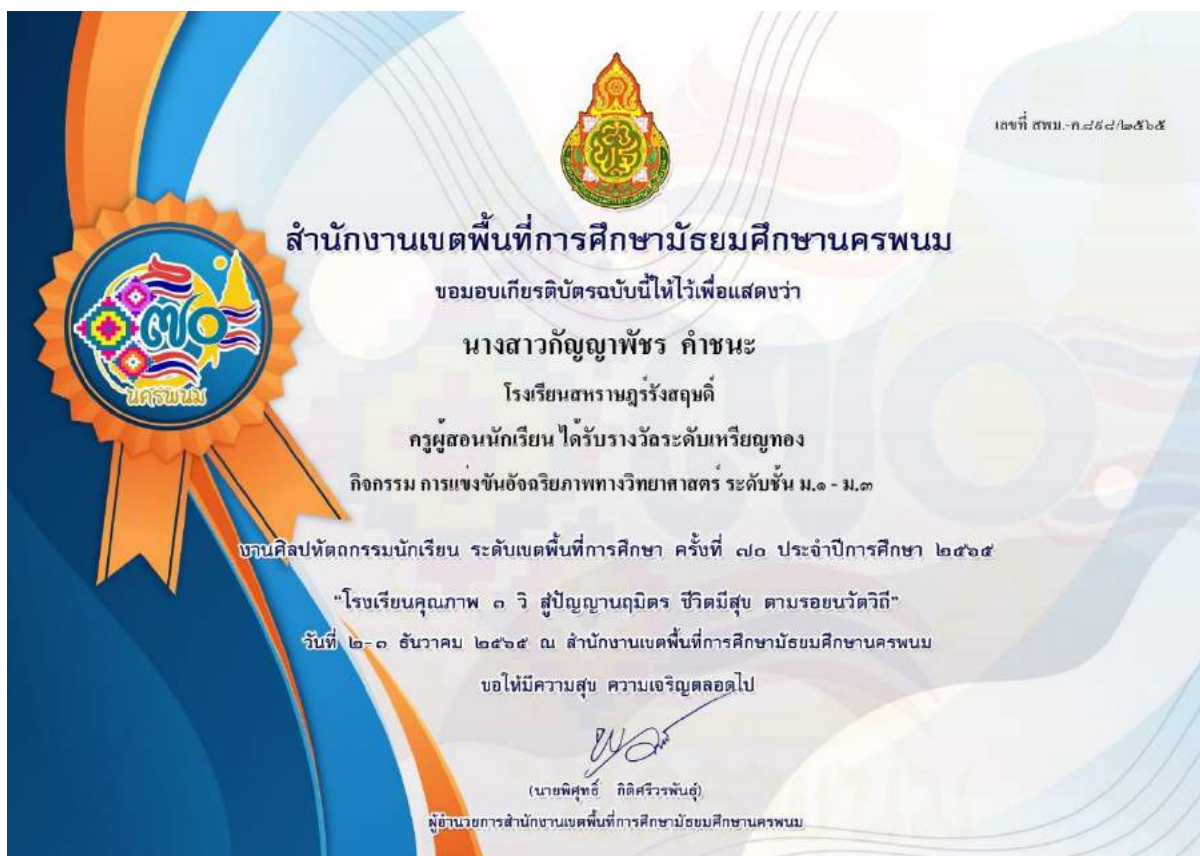 เลขที่ สพม.-ค.๘๙๘/๒๕๖๕
สำนักงานเขตพื้นที่การศึกษามัธยมศึกษานครพนม
ขอมอบเกียรติบัตรฉบับนี้ให้ไว้เพื่อแสดงว่า
นางสาวกัญญาพัชร คำชนะ
โรงเรียนสหราษฎร์รังสฤษดิ์
ครูผู้สอนนักเรียน ได้รับรางวัลระดับเหรียญทอง
กิจกรรม การแข่งขันอัจฉริยภาพทางวิทยาศาสตร์ ระดับชั้น ม.๑ - ม.๓
๗๐
นครพนม
งานศิลปหัตถกรรมนักเรียน ระดับเขตพื้นที่การศึกษา ครั้งที่ ๗๐ ประจำปีการศึกษา ๒๕๖๕
“โรงเรียนคุณภาพ ๓ วิ สู่ปัญญานฤมิตร ชีวิตมีสุข ตามรอยนวัตวิถี”
วันที่ ๒-๓ ธันวาคม ๒๕๖๕ ณ สำนักงานเขตพื้นที่การศึกษามัธยมศึกษานครพนม
ขอให้มีความสุข ความเจริญตลอดไป
(นายพิศุทธิ์ กิติศรีวรพันธุ์)
ผู้อำนวยการสำนักงานเขตพื้นที่การศึกษามัธยมศึกษานครพนม